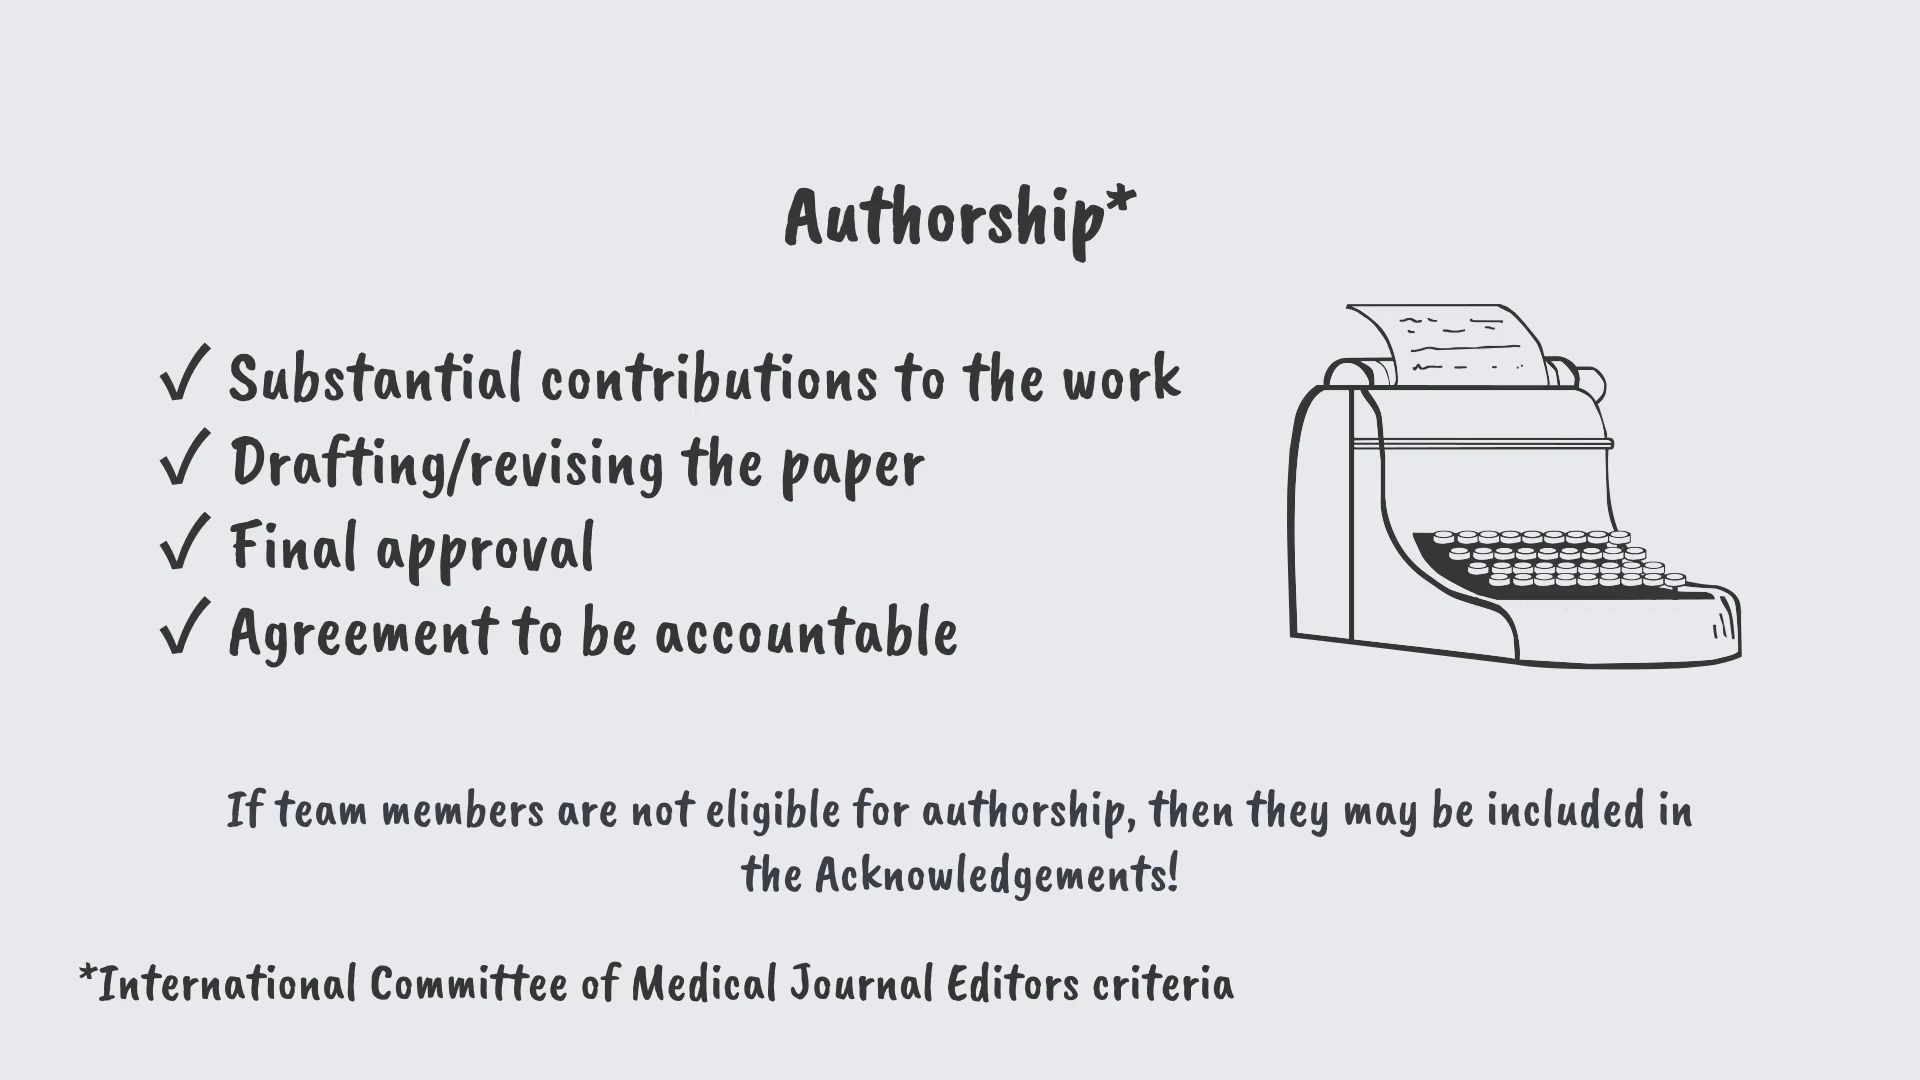 Authorship*
✓ Substantial contributions to the work
✓ Drafting/revising the paper
✓ Final approval
✓ Agreement to be accountable
If team members are not eligible for authorship, then they may be included in
the Acknowledgements!
*International Committee of Medical Journal Editors criteria